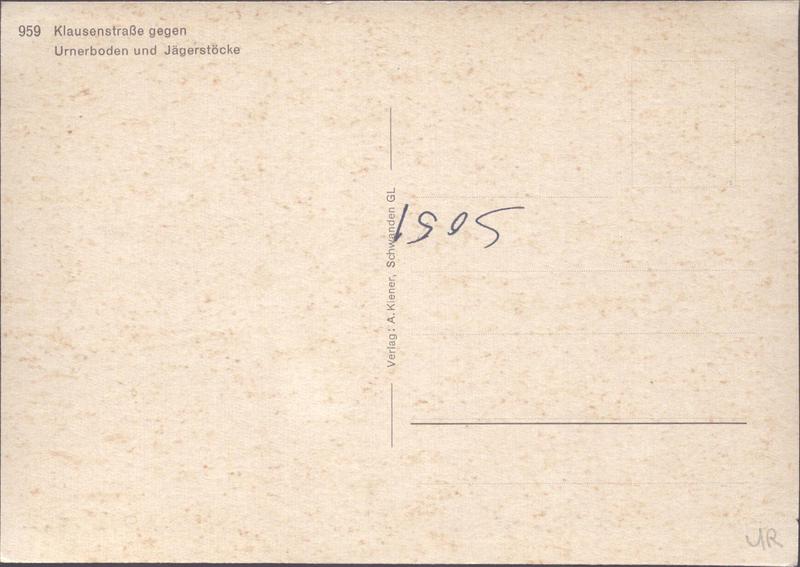 959 Klausenstraße gegen
Urnerboden und Jägerstöcke
Verlag: A. Kiener, Schwanden GL
1505
UR